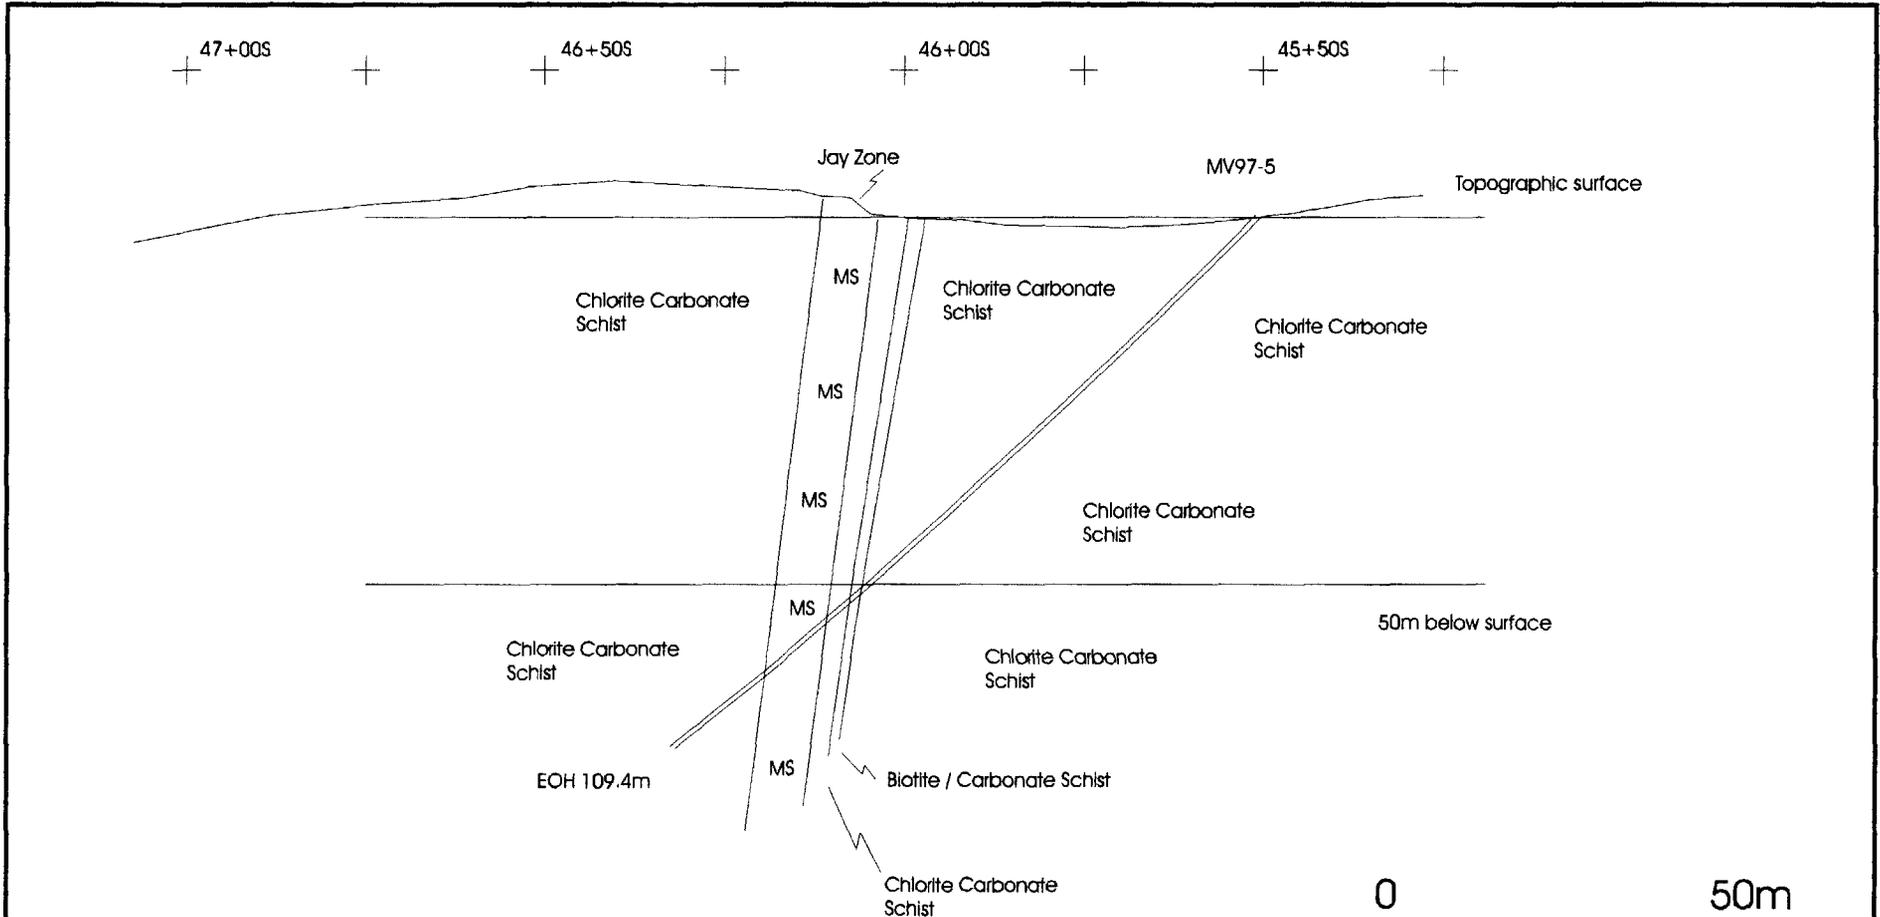 47+00S
46+50S
46+00S
45+50S
Jay Zone
MV97-5
Topographic surface
MS
Chlorite Carbonate
Schist
Chlorite Carbonate
Schist
Chlorite Carbonate
Schist
MS
MS
Chlorite Carbonate
Schist
MS
50m below surface
Chlorite Carbonate
Schist
Chlorite Carbonate
Schist
MS
EOH 109.4m
Biotite / Carbonate Schist
Chlorite Carbonate
Schist
0
50m